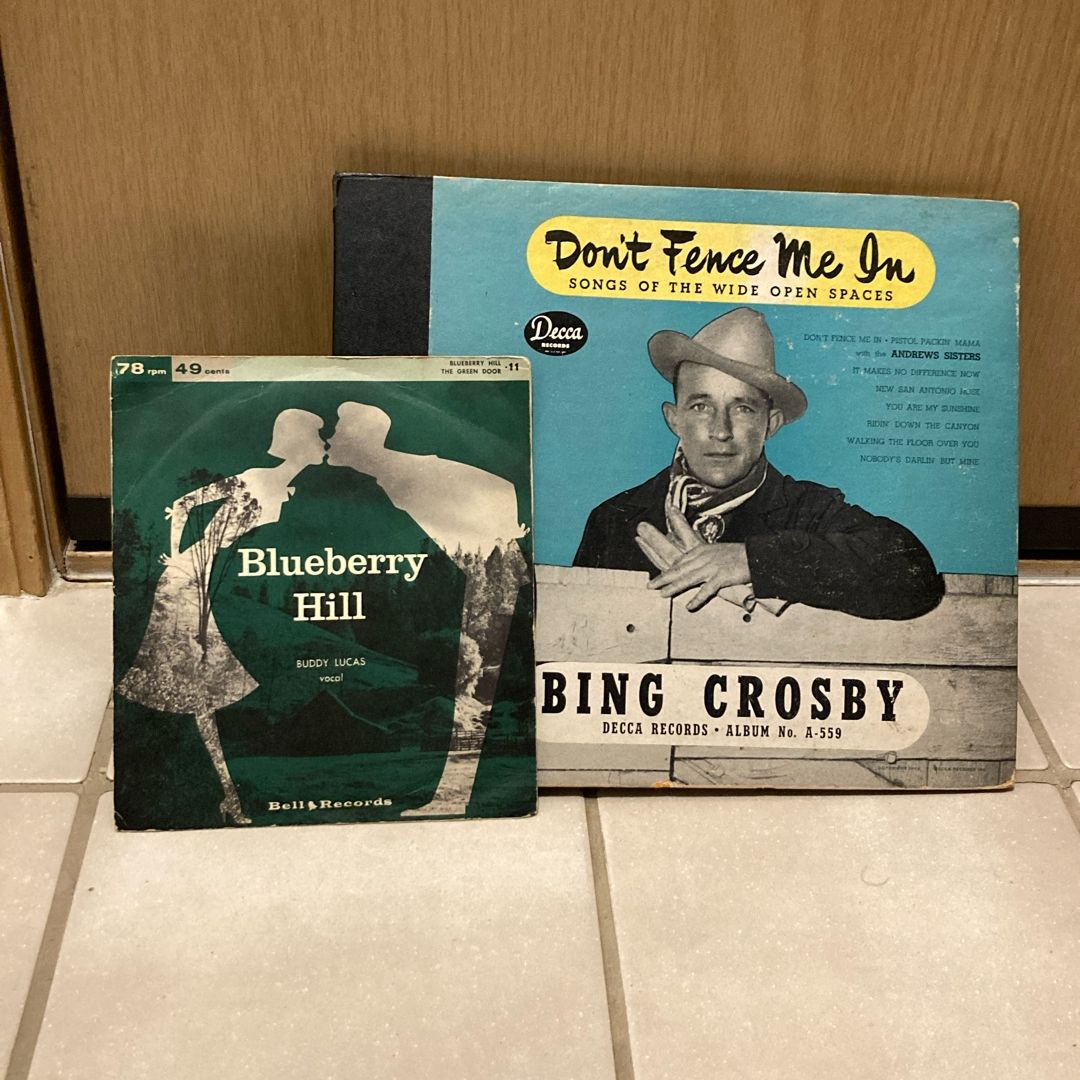 78 rpm 49 cents
BLUEBERRY HILL
THE GREEN DOOR -11
Blueberry
Hill
BUDDY LUCAS
vocal
Bell Records
Don't Fence Me In
SONGS OF THE WIDE OPEN SPACES
Decca
RECORDS
DON'T FENCE ME IN • PISTOL PACKIN' MAMA
with the ANDREWS SISTERS
IT MAKES NO DIFFERENCE NOW
NEW SAN ANTONIO ROSE
YOU ARE MY SUNSHINE
RIDIN' DOWN THE CANYON
WALKING THE FLOOR OVER YOU
NOBODY'S DARLIN' BUT MINE
BING CROSBY
DECCA RECORDS • ALBUM No. A-559